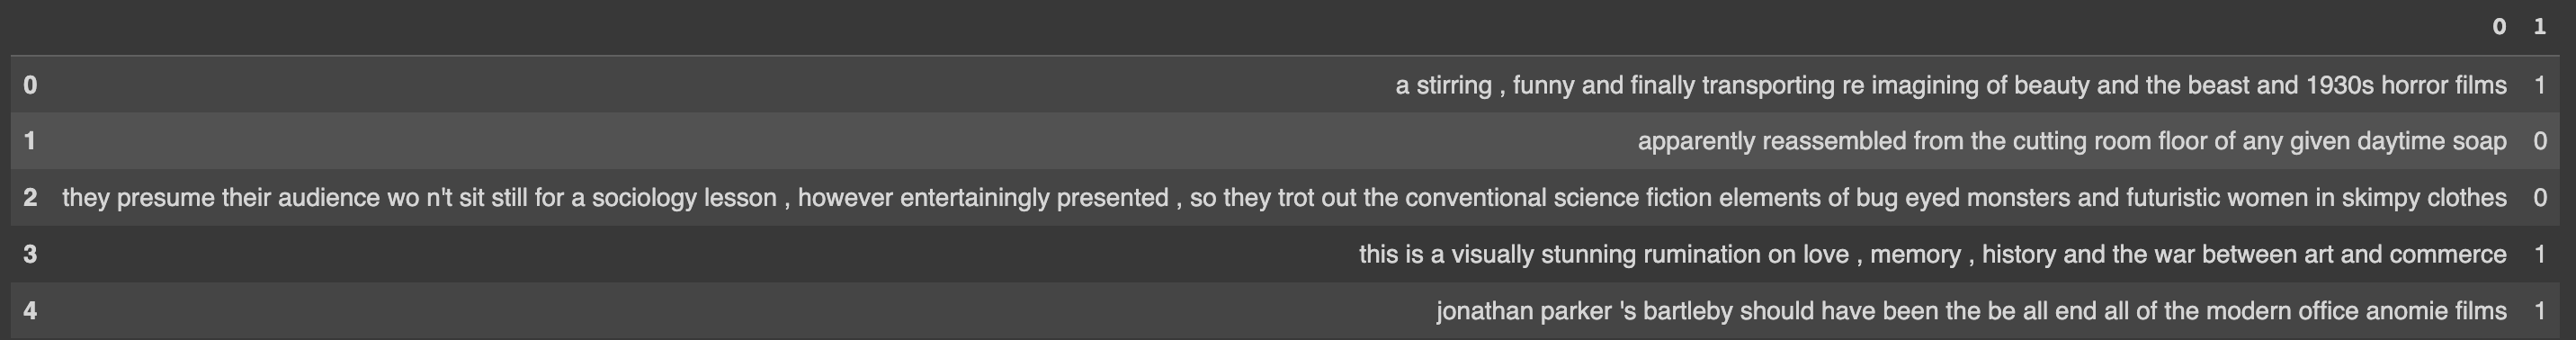 0 1
0 a stirring , funny and finally transporting re imagining of beauty and the beast and 1930s horror films 1
1 apparently reassembled from the cutting room floor of any given daytime soap 0
2 they presume their audience wo n't sit still for a sociology lesson , however entertainingly presented , so they trot out the conventional science fiction elements of bug eyed monsters and futuristic women in skimpy clothes 0
3 this is a visually stunning rumination on love , memory , history and the war between art and commerce 1
4 jonathan parker 's bartleby should have been the be all end all of the modern office anomie films 1